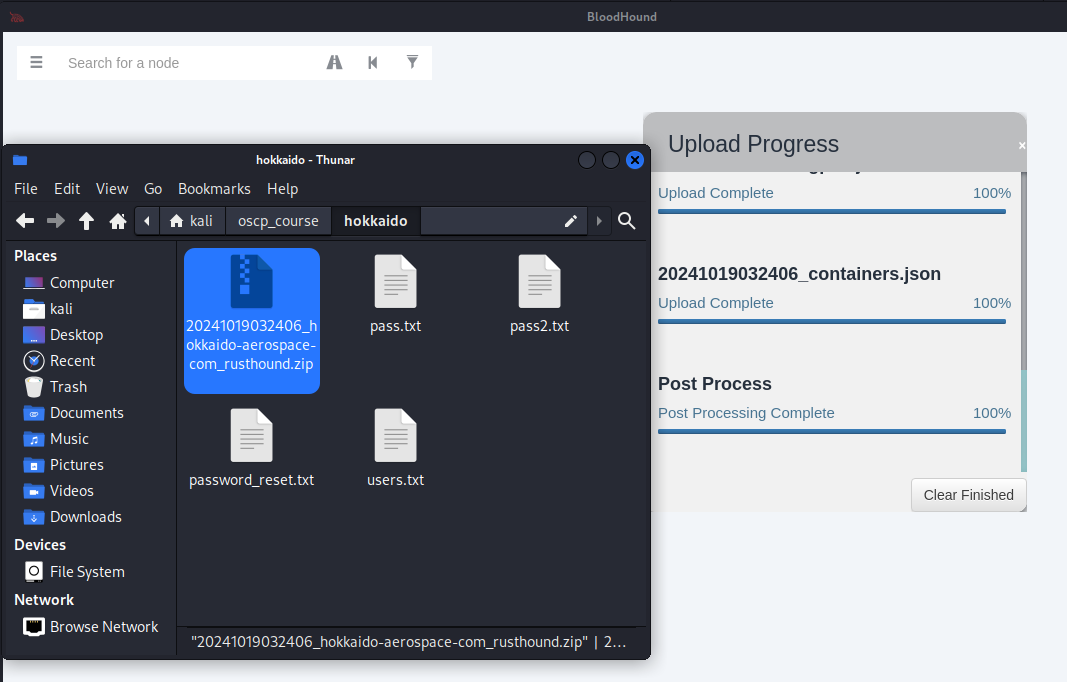 BloodHound
Search for a node
Upload Progress
×
Upload Complete 100%
20241019032406_containers.json
Upload Complete 100%
Post Process
Post Processing Complete 100%
Clear Finished
hokkaido - Thunar
File Edit View Go Bookmarks Help
kali oscp_course hokkaido
Places
Computer
kali
Desktop
Recent
Trash
Documents
Music
Pictures
Videos
Downloads
Devices
File System
Network
Browse Network
20241019032406_h
okkaido-aerospace-
com_rusthound.zip
pass.txt
pass2.txt
password_reset.txt
users.txt
"20241019032406_hokkaido-aerospace-com_rusthound.zip" | 2…